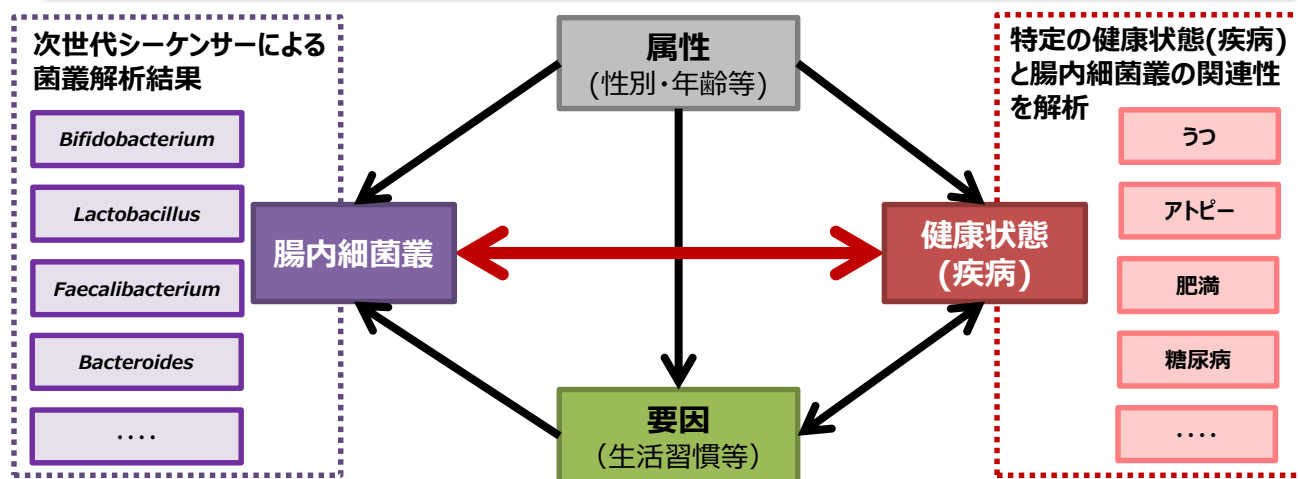 次世代シーケンサーによる
菌叢解析結果
Bifidobacterium
Lactobacillus
Faecalibacterium
Bacteroides
・・・・
属性
(性別・年齢等)
腸内細菌叢
健康状態
(疾病)
要因
(生活習慣等)
特定の健康状態(疾病)
と腸内細菌叢の関連性
を解析
うつ
アトピー
肥満
糖尿病
・・・・